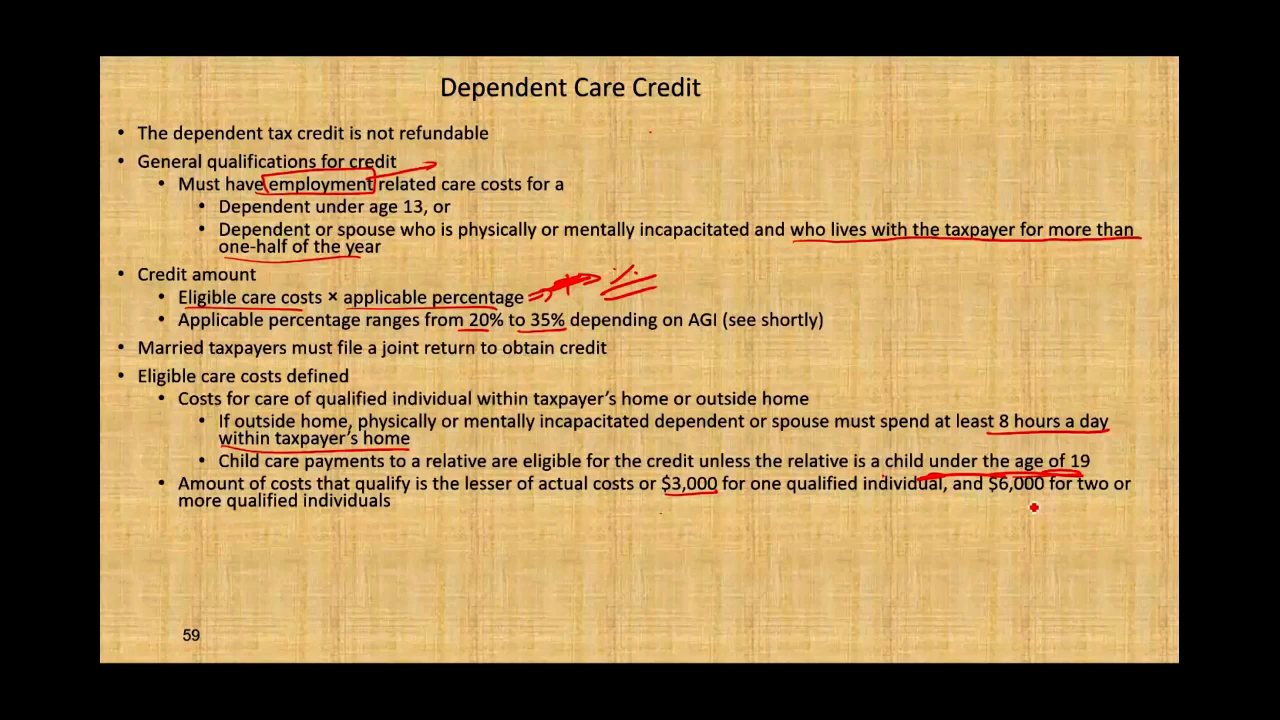 Dependent Care Credit
• The dependent tax credit is not refundable
• General qualifications for credit
• Must have employment related care costs for a
• Dependent under age 13, or
• Dependent or spouse who is physically or mentally incapacitated and who lives with the taxpayer for more than
one-half of the year
• Credit amount
• Eligible care costs × applicable percentage
• Applicable percentage ranges from 20% to 35% depending on AGI (see shortly)
• Married taxpayers must file a joint return to obtain credit
• Eligible care costs defined
• Costs for care of qualified individual within taxpayer’s home or outside home
• If outside home, physically or mentally incapacitated dependent or spouse must spend at least 8 hours a day
within taxpayer’s home
• Child care payments to a relative are eligible for the credit unless the relative is a child under the age of 19
• Amount of costs that qualify is the lesser of actual costs or $3,000 for one qualified individual, and $6,000 for two or
more qualified individuals
59